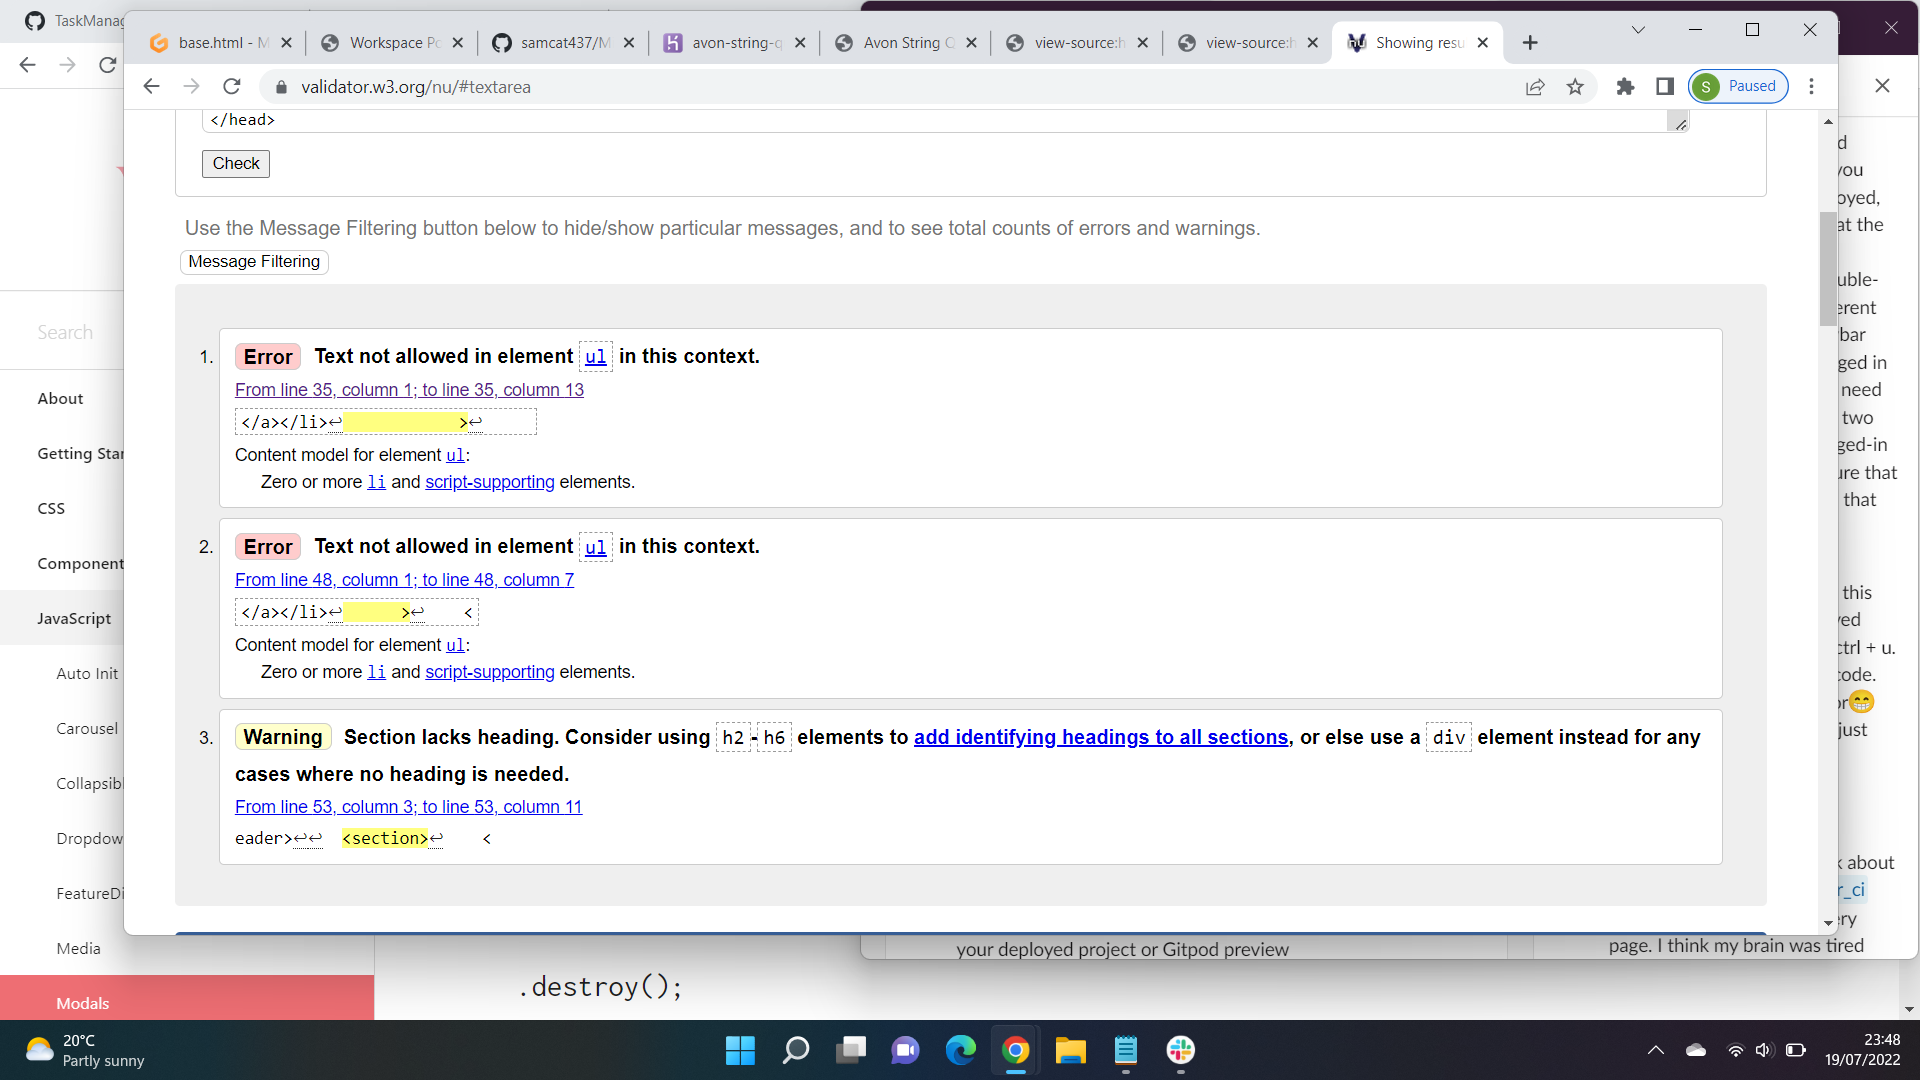 TaskManag
base.html - M
Workspace Po
samcat437/M
avon-string-q
Avon String Q
view-source:h
view-source:h
Showing resu
validator.w3.org/nu/#textarea
S
Paused
</head>
Check
Use the Message Filtering button below to hide/show particular messages, and to see total counts of errors and warnings.
Message Filtering
1. Error Text not allowed in element ul in this context.
From line 35, column 1; to line 35, column 13
</a></li>↩ >↩
Content model for element ul:
Zero or more li and script-supporting elements.
2. Error Text not allowed in element ul in this context.
From line 48, column 1; to line 48, column 7
</a></li>↩ >↩ <
Content model for element ul:
Zero or more li and script-supporting elements.
3. Warning Section lacks heading. Consider using h2-h6 elements to add identifying headings to all sections, or else use a div element instead for any
cases where no heading is needed.
From line 53, column 3; to line 53, column 11
eader>↩↩ <section>↩ <
Search
About
Getting Star
CSS
Component
JavaScript
Auto Init
Carousel
Collapsibl
Dropdow
FeatureDi
Media
Modals
.destroy();
your deployed project or Gitpod preview
d
you
oyed,
at the
uble-
erent
bar
ged in
need
two
ged-in
ure that
that
this
ved
ctrl + u.
code.
or😁
just
k about
r_ci
ery
page. I think my brain was tired
20°C
Partly sunny
23:48
19/07/2022